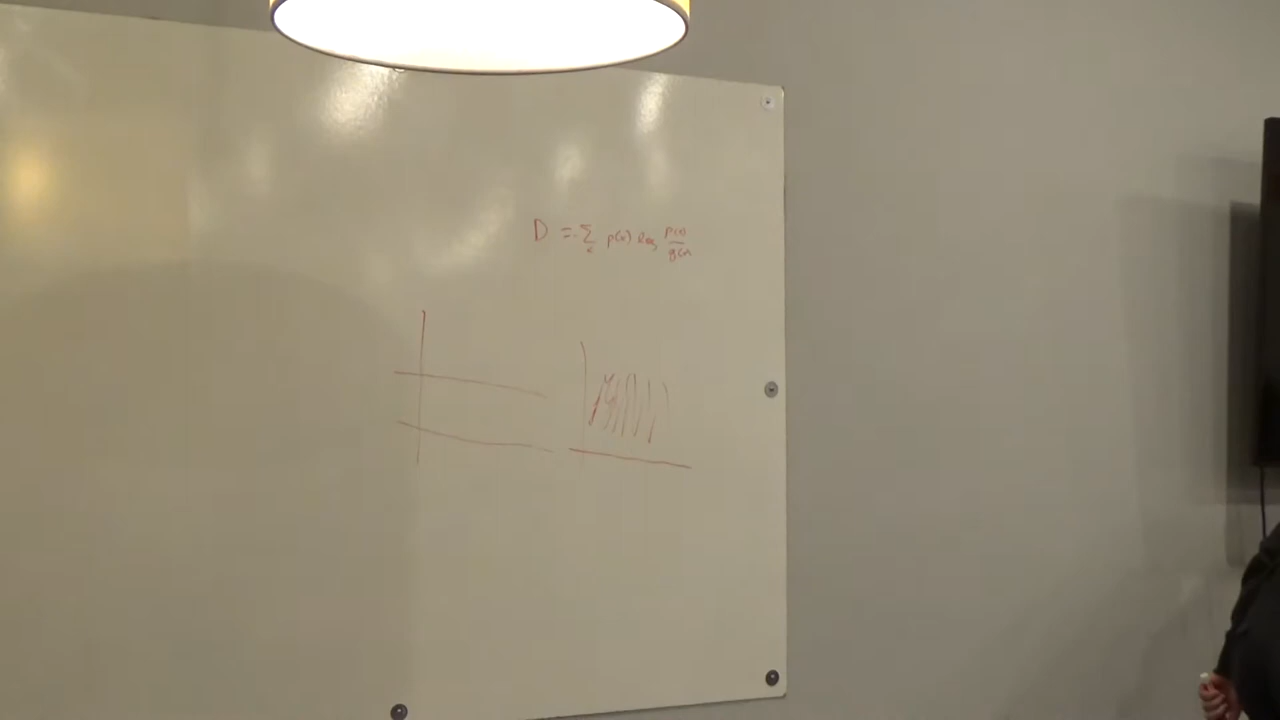 D = -∑ₓ p(x) log p(x)/q(x)